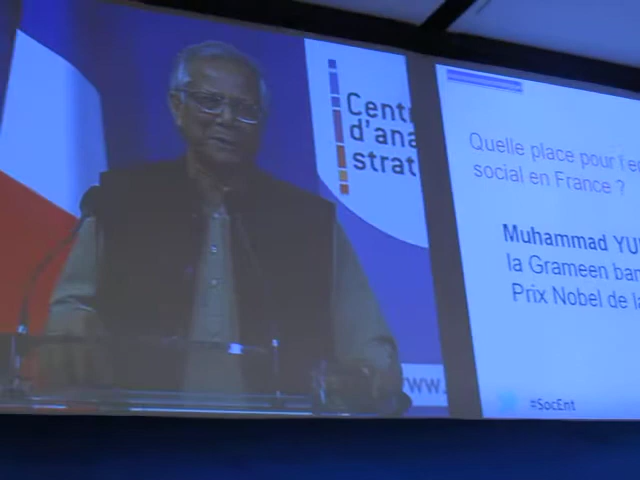 Cent
d'ana
strat
www.
Quelle place pour l'e
social en France ?
Muhammad YU
la Grameen ban
Prix Nobel de la
#SocEnt